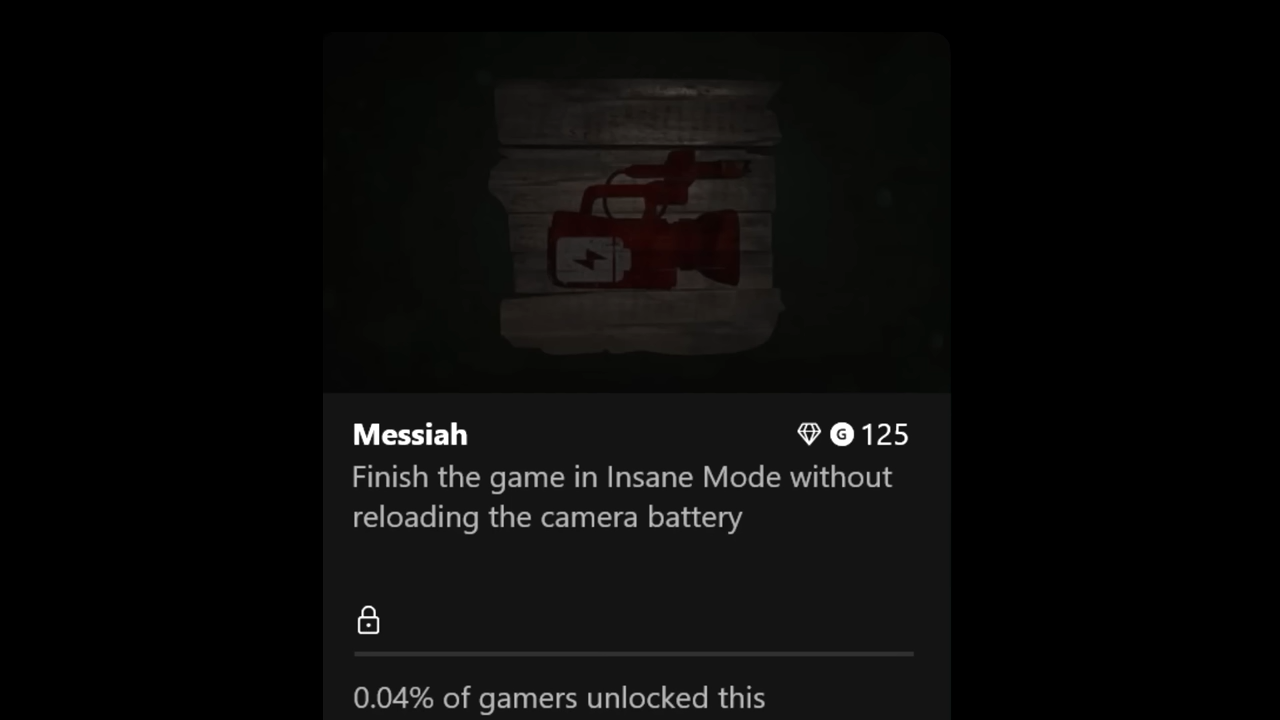 Messiah
G 125
Finish the game in Insane Mode without
reloading the camera battery
0.04% of gamers unlocked this